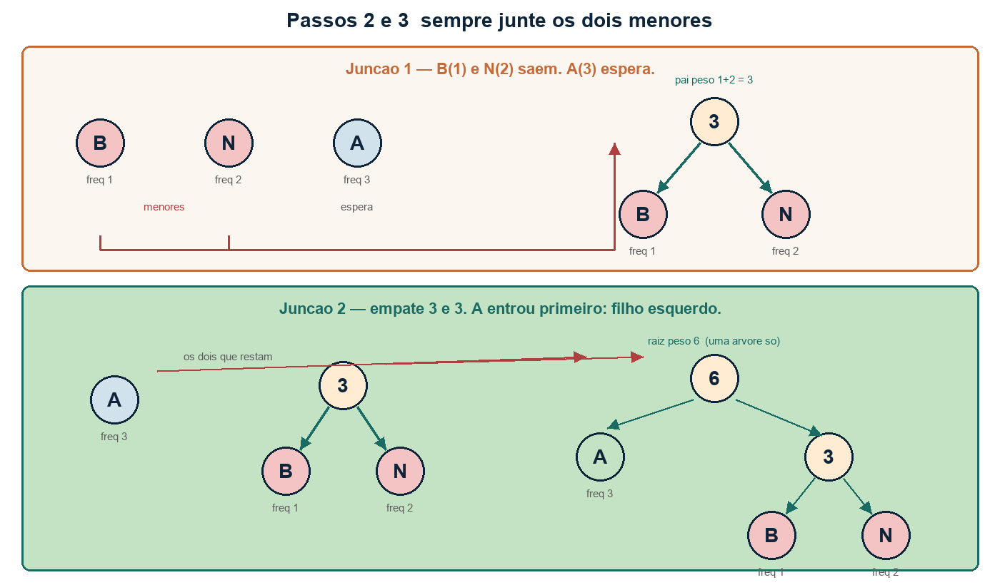 Passos 2 e 3  sempre junte os dois menores
Juncao 1 — B(1) e N(2) saem. A(3) espera.
pai peso 1+2 = 3
3
B
N
A
freq 1
freq 2
freq 3
menores
espera
B
N
freq 1
freq 2
Juncao 2 — empate 3 e 3. A entrou primeiro: filho esquerdo.
os dois que restam
raiz peso 6  (uma arvore so)
A
freq 3
3
B
N
freq 1
freq 2
6
A
freq 3
3
B
N
freq 1
freq 2